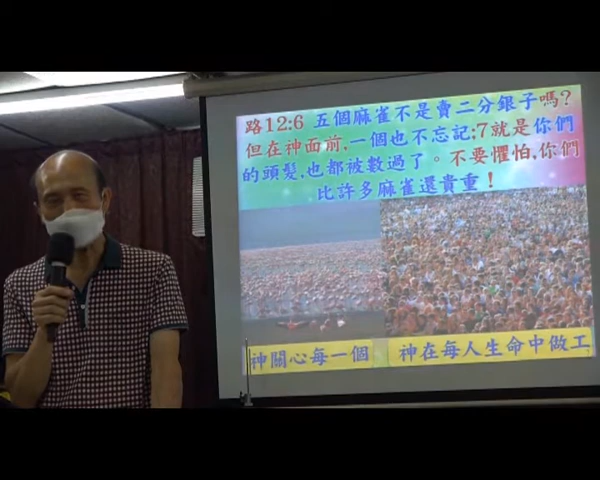 路12:6 五個麻雀不是賣二分銀子嗎?
但在神面前,一個也不忘記;7就是你們
的頭髮,也都被數過了。不要懼怕,你們
比許多麻雀還貴重!
神關心每一個
神在每人生命中做工